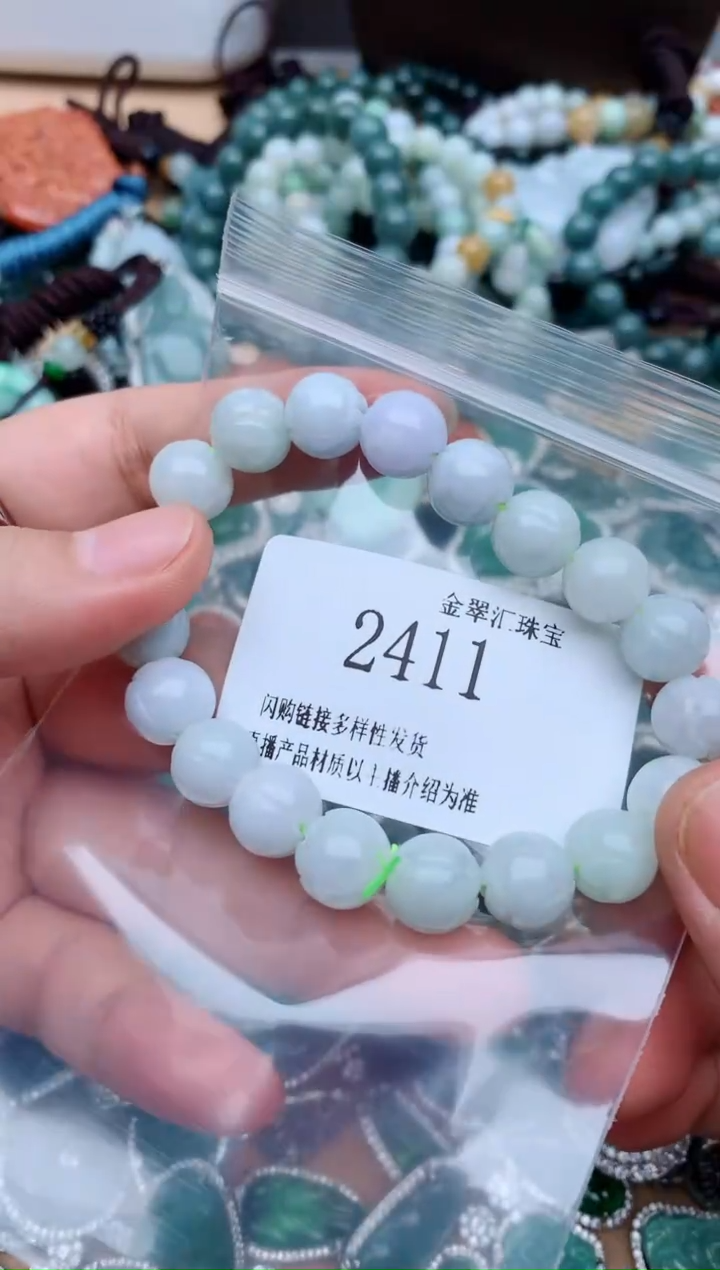 金翠汇珠宝
2411
闪购链接多样性发货
播产品材质以主播介绍为准